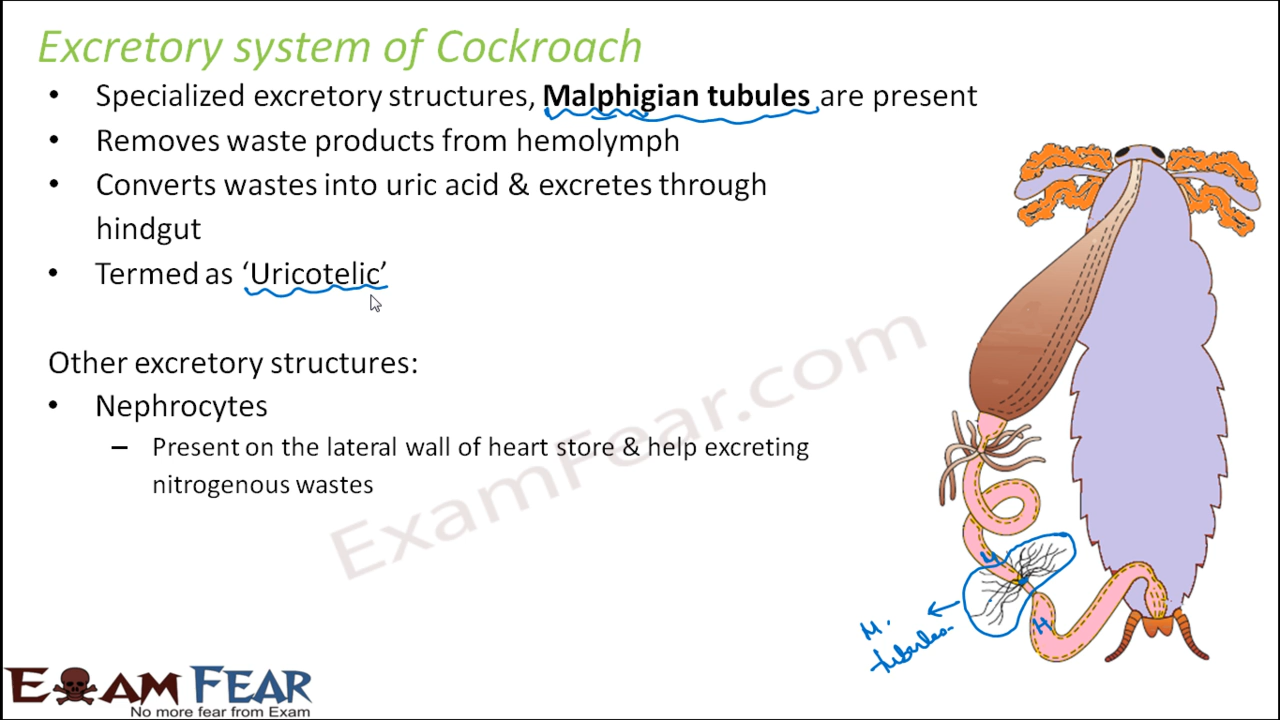 Excretory system of Cockroach
• Specialized excretory structures, Malphigian tubules are present
• Removes waste products from hemolymph
• Converts wastes into uric acid & excretes through
hindgut
• Termed as ‘Uricotelic’
Other excretory structures:
• Nephrocytes
– Present on the lateral wall of heart store & help excreting
nitrogenous wastes
ExamFear.com
M.
tubules
EXAM FEAR
No more fear from Exam